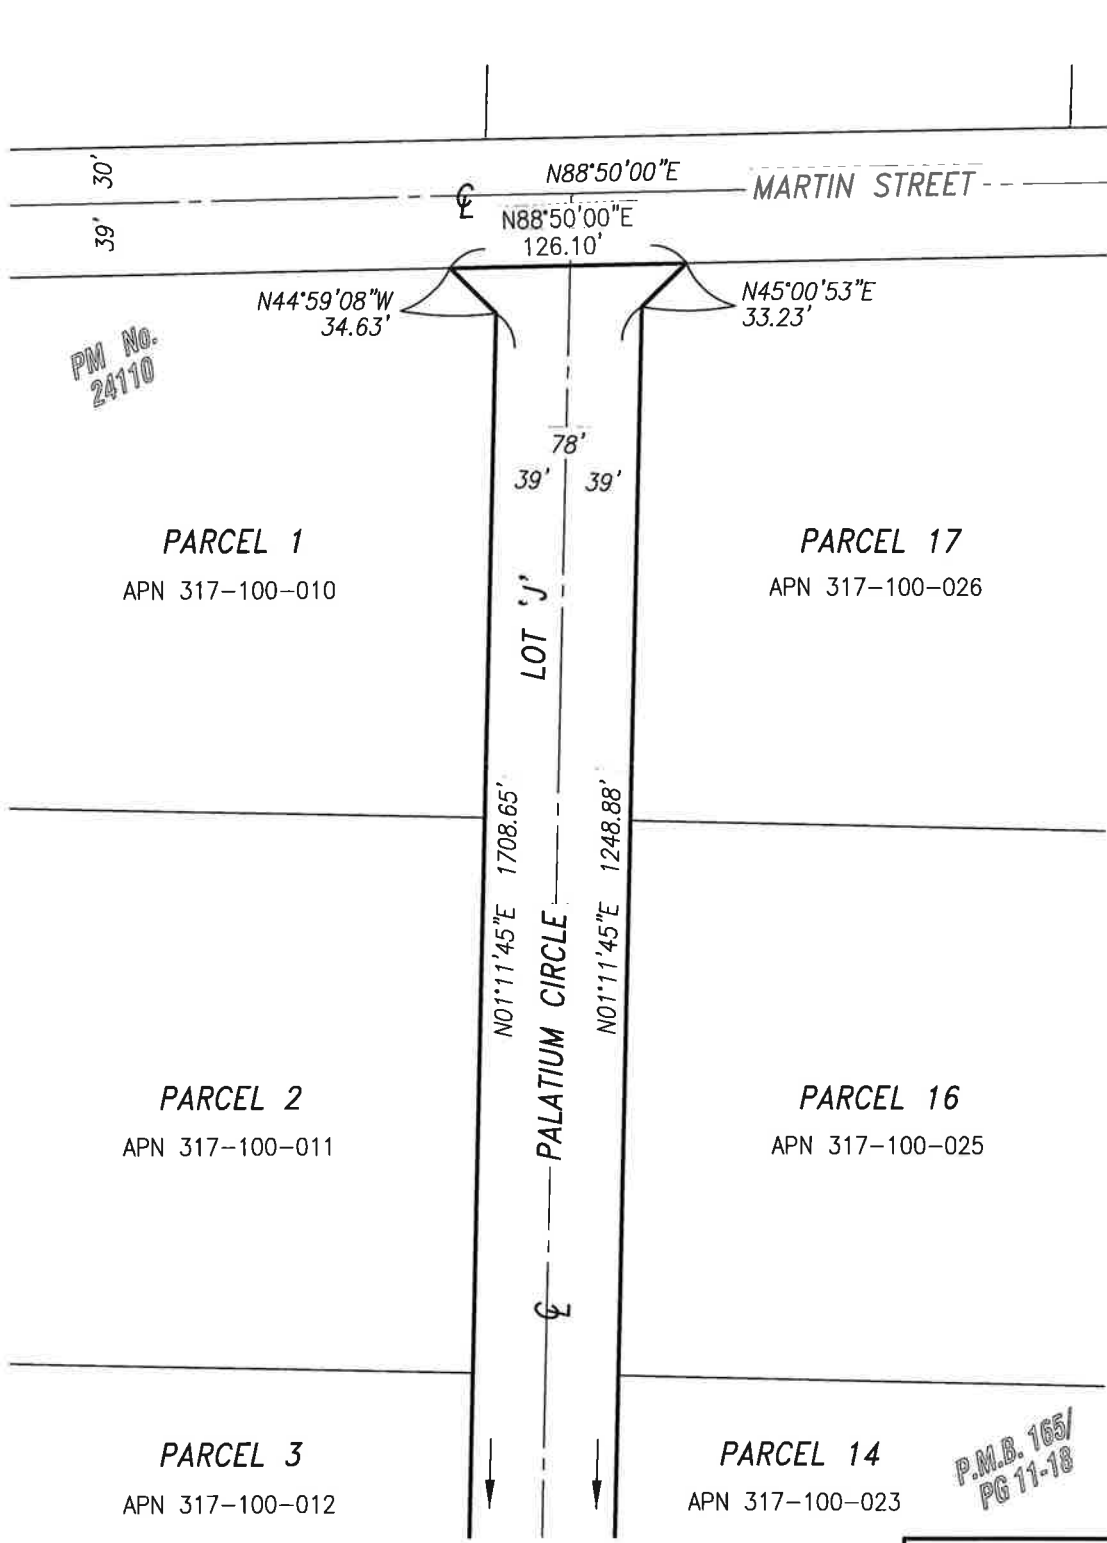 30'
N88°50'00"E
MARTIN STREET
℄
39'
N88°50'00"E
126.10'
N44°59'08"W
34.63'
N45°00'53"E
33.23'
PM No.
24110
78'
39' 39'
PARCEL 1
APN 317-100-010
PARCEL 17
APN 317-100-026
LOT 'J'
N01°11'45"E 1708.65'
N01°11'45"E 1248.88'
PALATIUM CIRCLE
PARCEL 2
APN 317-100-011
PARCEL 16
APN 317-100-025
℄
PARCEL 3
APN 317-100-012
PARCEL 14
APN 317-100-023
P.M.B. 165/
PG 11-18